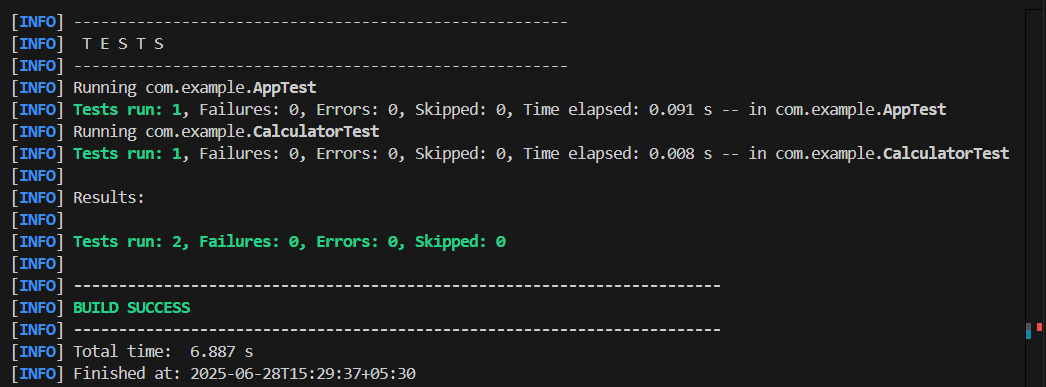 [INFO] -------------------------------------------------------
[INFO]  T E S T S
[INFO] -------------------------------------------------------
[INFO] Running com.example.AppTest
[INFO] Tests run: 1, Failures: 0, Errors: 0, Skipped: 0, Time elapsed: 0.091 s -- in com.example.AppTest
[INFO] Running com.example.CalculatorTest
[INFO] Tests run: 1, Failures: 0, Errors: 0, Skipped: 0, Time elapsed: 0.008 s -- in com.example.CalculatorTest
[INFO]
[INFO] Results:
[INFO]
[INFO] Tests run: 2, Failures: 0, Errors: 0, Skipped: 0
[INFO]
[INFO] ------------------------------------------------------------------------
[INFO] BUILD SUCCESS
[INFO] ------------------------------------------------------------------------
[INFO] Total time:  6.887 s
[INFO] Finished at: 2025-06-28T15:29:37+05:30